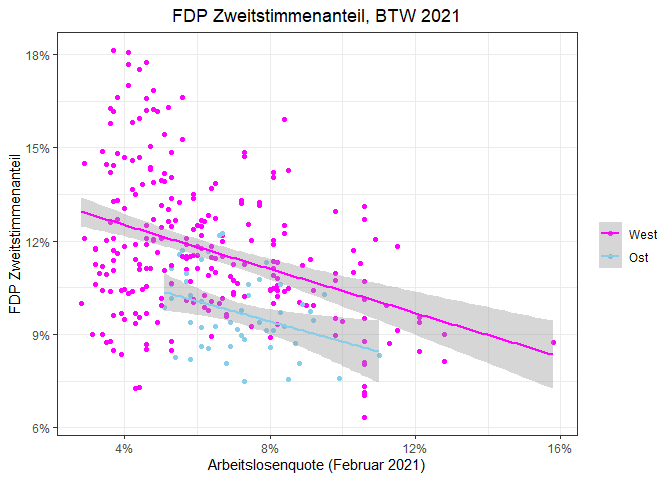 FDP Zweitstimmenanteil, BTW 2021
FDP Zweitstimmenanteil
18%
15%
12%
9%
6%
4%
8%
12%
16%
Arbeitslosenquote (Februar 2021)
West
Ost